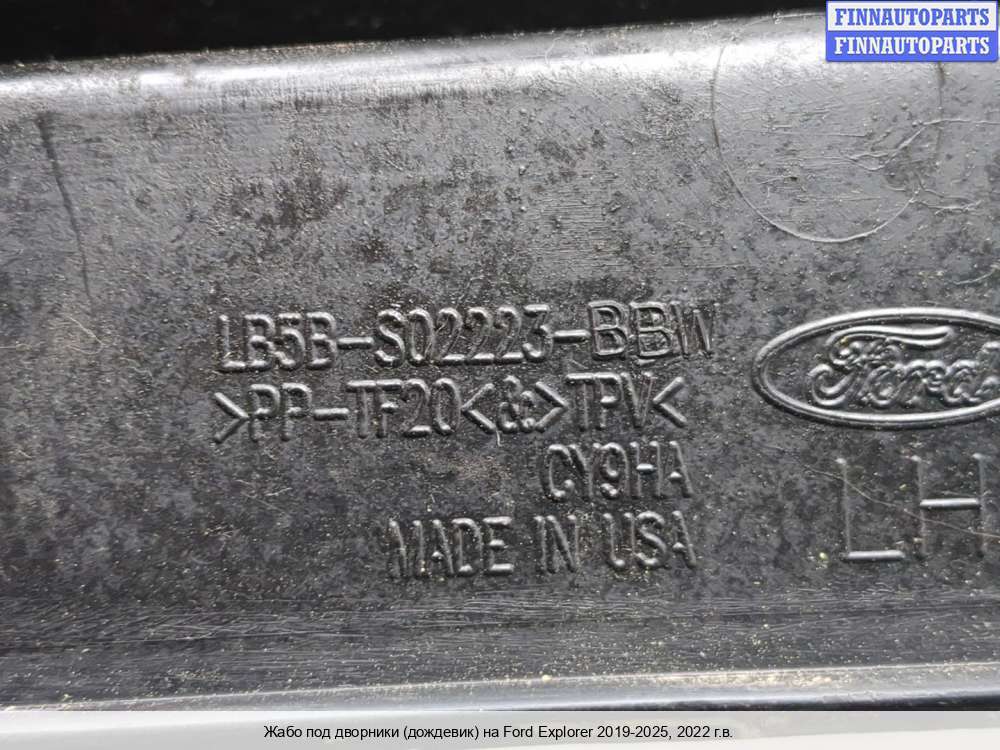 FINNAUTOPARTS
FINNAUTOPARTS
LB5B-S02223-BBW
>PP-TF20<&>TPV<
Ford
CY9HA
LH
MADE IN USA
Жабо под дворники (дождевик) на Ford Explorer 2019-2025, 2022 г.в.